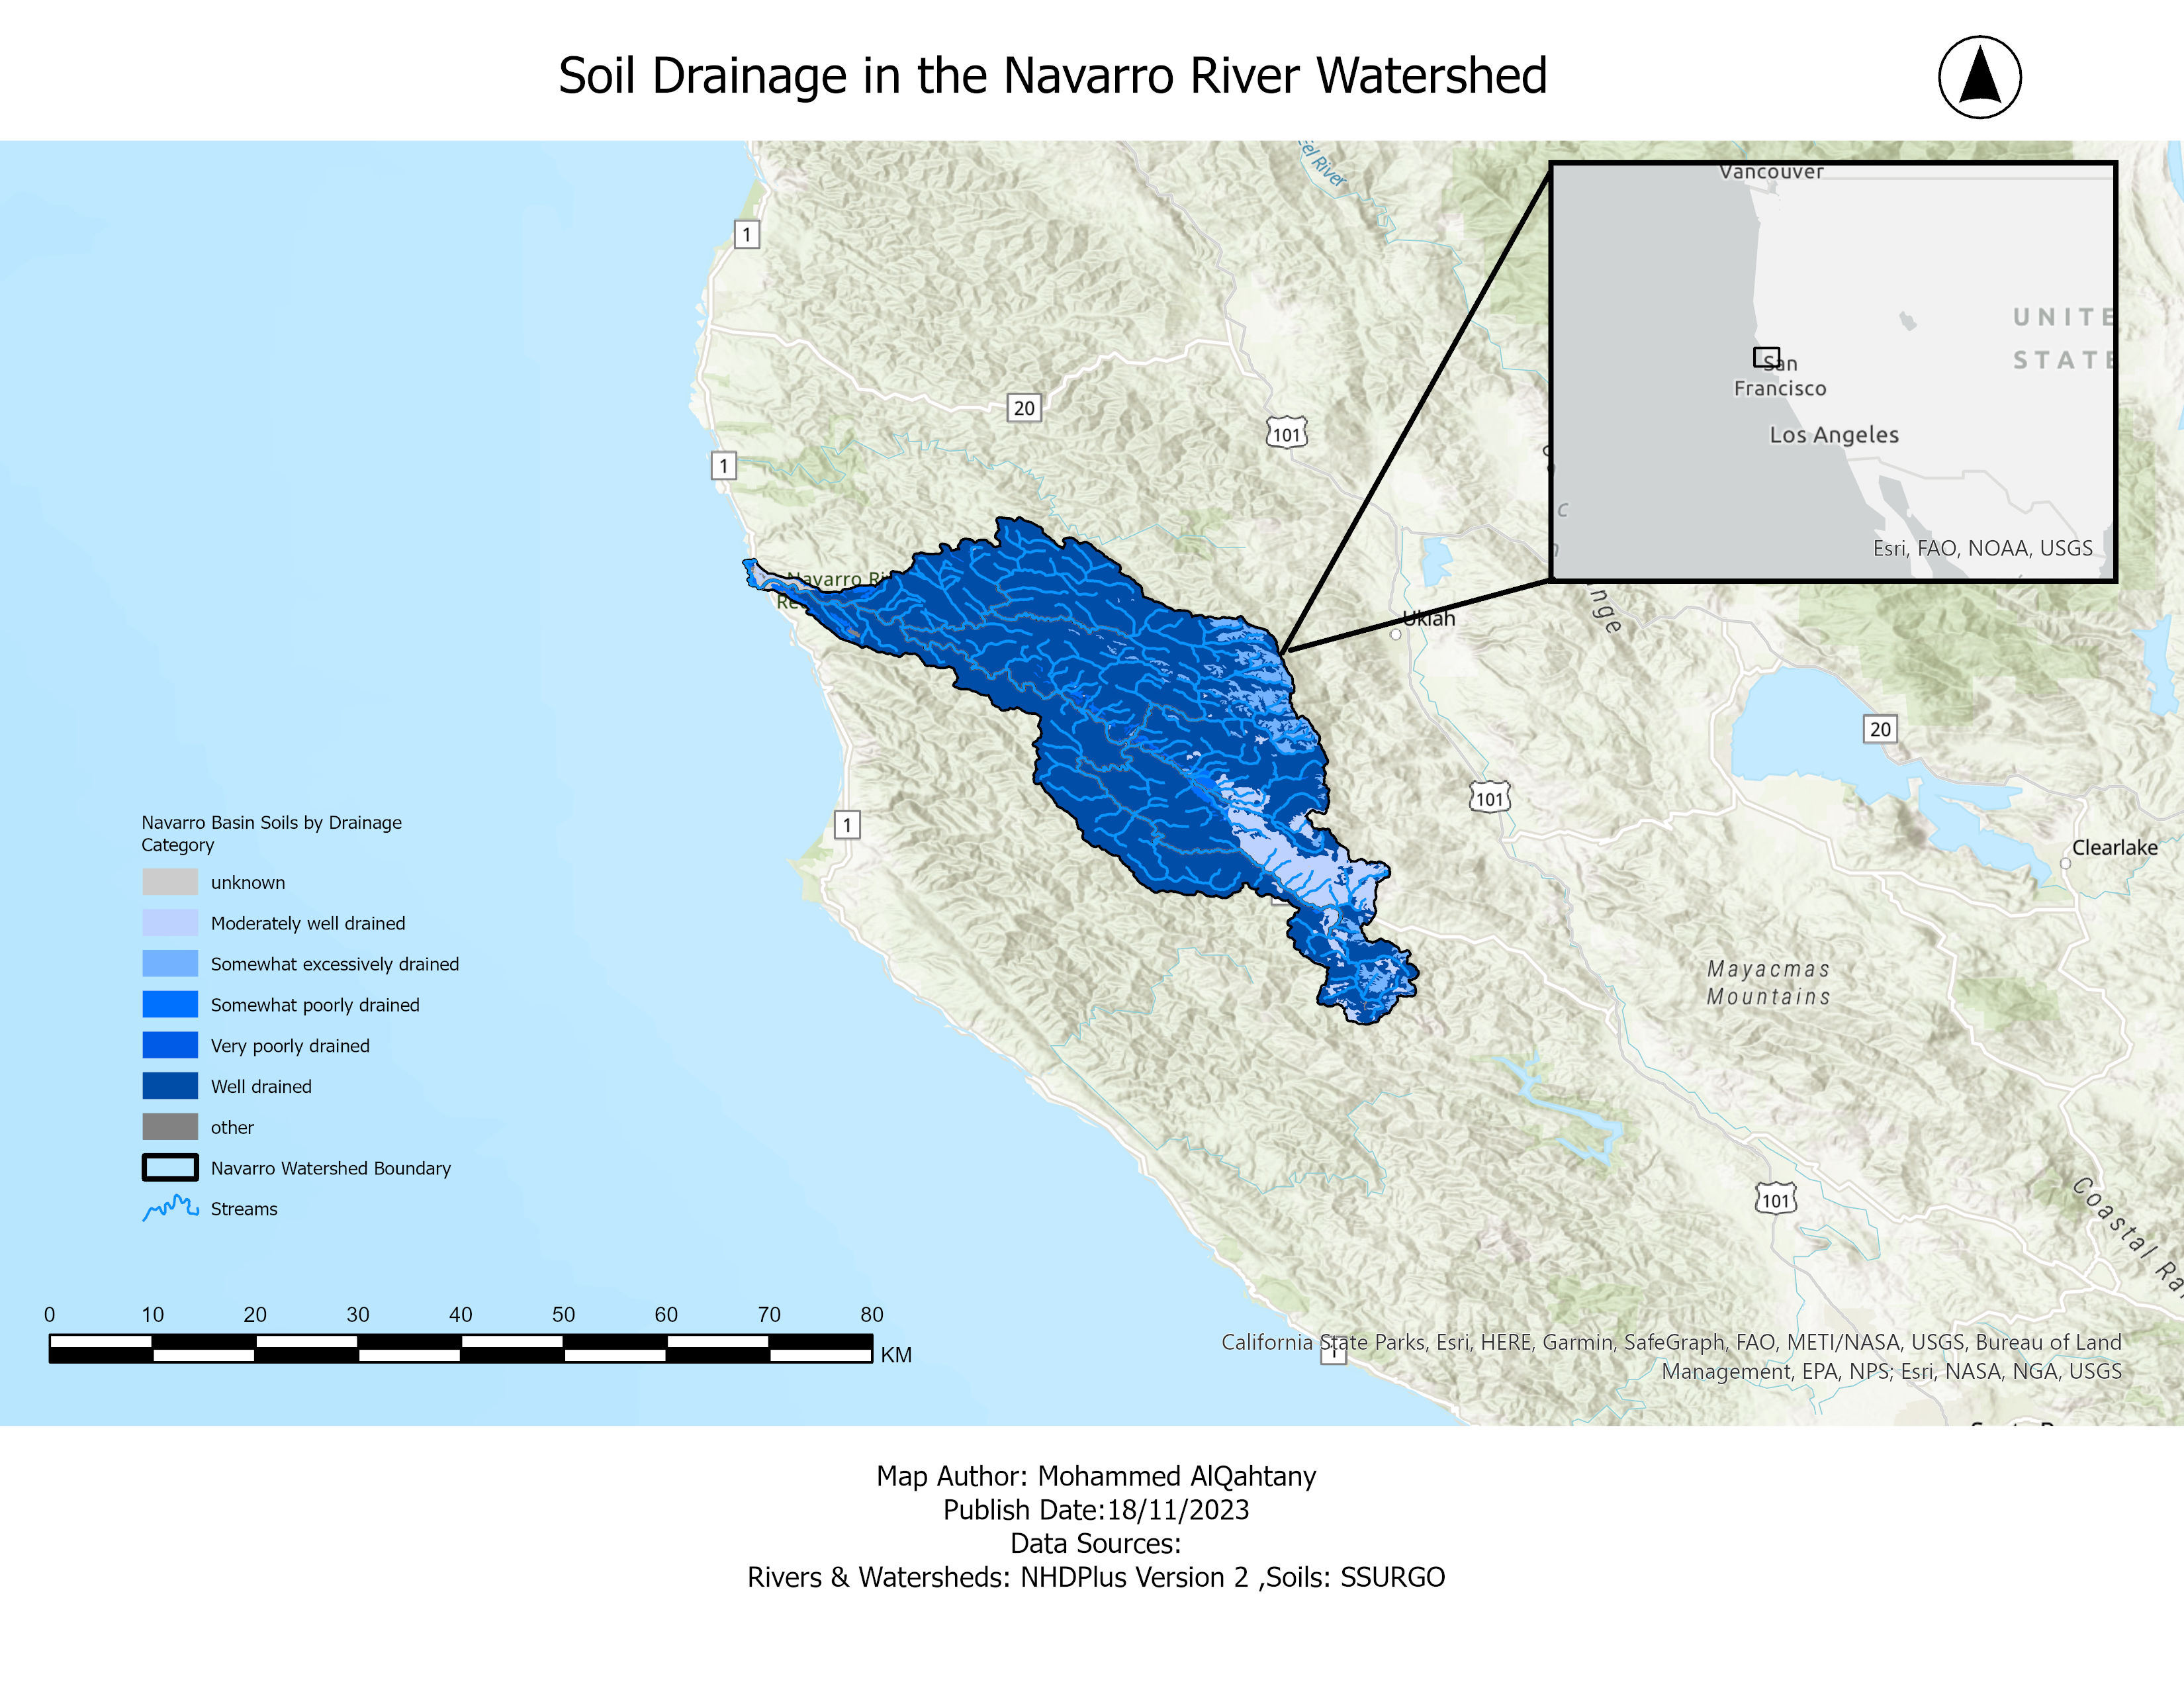 Soil Drainage in the Navarro River Watershed
el River
1
20
101
1
Navarro Ri
Re
Ukiah
nge
Vancouver
UNITE
STATE
San
Francisco
Los Angeles
Esri, FAO, NOAA, USGS
20
101
1
Clearlake
Mayacmas
Mountains
101
Coastal Ra
Navarro Basin Soils by Drainage
Category
unknown
Moderately well drained
Somewhat excessively drained
Somewhat poorly drained
Very poorly drained
Well drained
other
Navarro Watershed Boundary
Streams
0 10 20 30 40 50 60 70 80
KM
1
California State Parks, Esri, HERE, Garmin, SafeGraph, FAO, METI/NASA, USGS, Bureau of Land
Management, EPA, NPS; Esri, NASA, NGA, USGS
Map Author: Mohammed AlQahtany
Publish Date:18/11/2023
Data Sources:
Rivers & Watersheds: NHDPlus Version 2 ,Soils: SSURGO